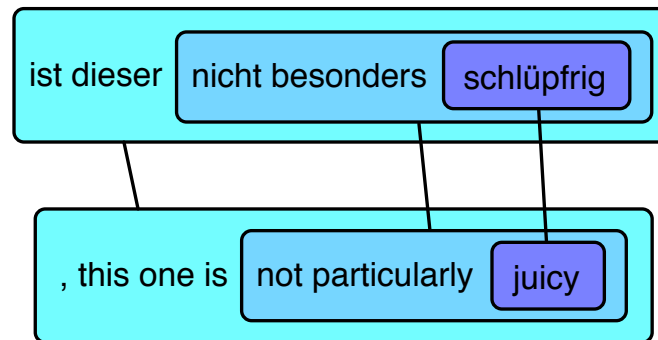 ist dieser nicht besonders schlüpfrig
, this one is not particularly juicy